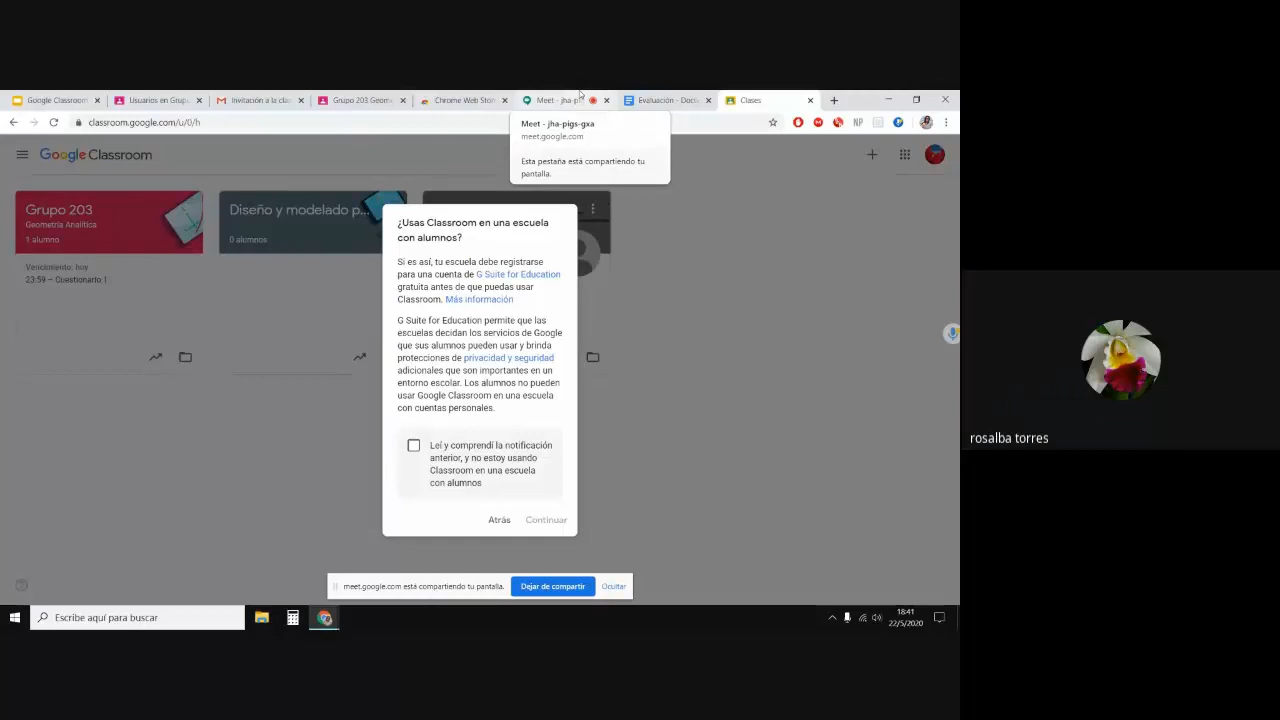 Google Classroom
Usuarios en Grup
Invitación a la clas
Grupo 203 Geom
Chrome Web Stor
Meet - jha-p
Evaluación - Docu
Clases
classroom.google.com/u/0/h
NP
Meet - jha-pigs-gxa
meet.google.com
Esta pestaña está compartiendo tu
pantalla.
Google Classroom
Grupo 203
Geometría Analítica
1 alumno
Vencimiento: hoy
23:59 – Cuestionario 1
Diseño y modelado p...
0 alumnos
¿Usas Classroom en una escuela
con alumnos?
Si es así, tu escuela debe registrarse
para una cuenta de G Suite for Education
gratuita antes de que puedas usar
Classroom. Más información
G Suite for Education permite que las
escuelas decidan los servicios de Google
que sus alumnos pueden usar y brinda
protecciones de privacidad y seguridad
adicionales que son importantes en un
entorno escolar. Los alumnos no pueden
usar Google Classroom en una escuela
con cuentas personales.
Leí y comprendí la notificación
anterior, y no estoy usando
Classroom en una escuela
con alumnos
Atrás Continuar
rosalba torres
meet.google.com está compartiendo tu pantalla.
Dejar de compartir
Ocultar
Escribe aquí para buscar
18:41
22/5/2020